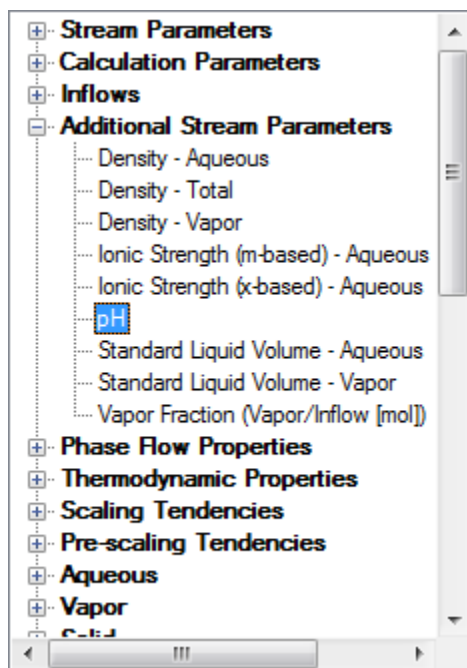 Stream Parameters
Calculation Parameters
Inflows
Additional Stream Parameters
Density - Aqueous
Density - Total
Density - Vapor
Ionic Strength (m-based) - Aqueous
Ionic Strength (x-based) - Aqueous
pH
Standard Liquid Volume - Aqueous
Standard Liquid Volume - Vapor
Vapor Fraction (Vapor/Inflow [mol])
Phase Flow Properties
Thermodynamic Properties
Scaling Tendencies
Pre-scaling Tendencies
Aqueous
Vapor
Solid